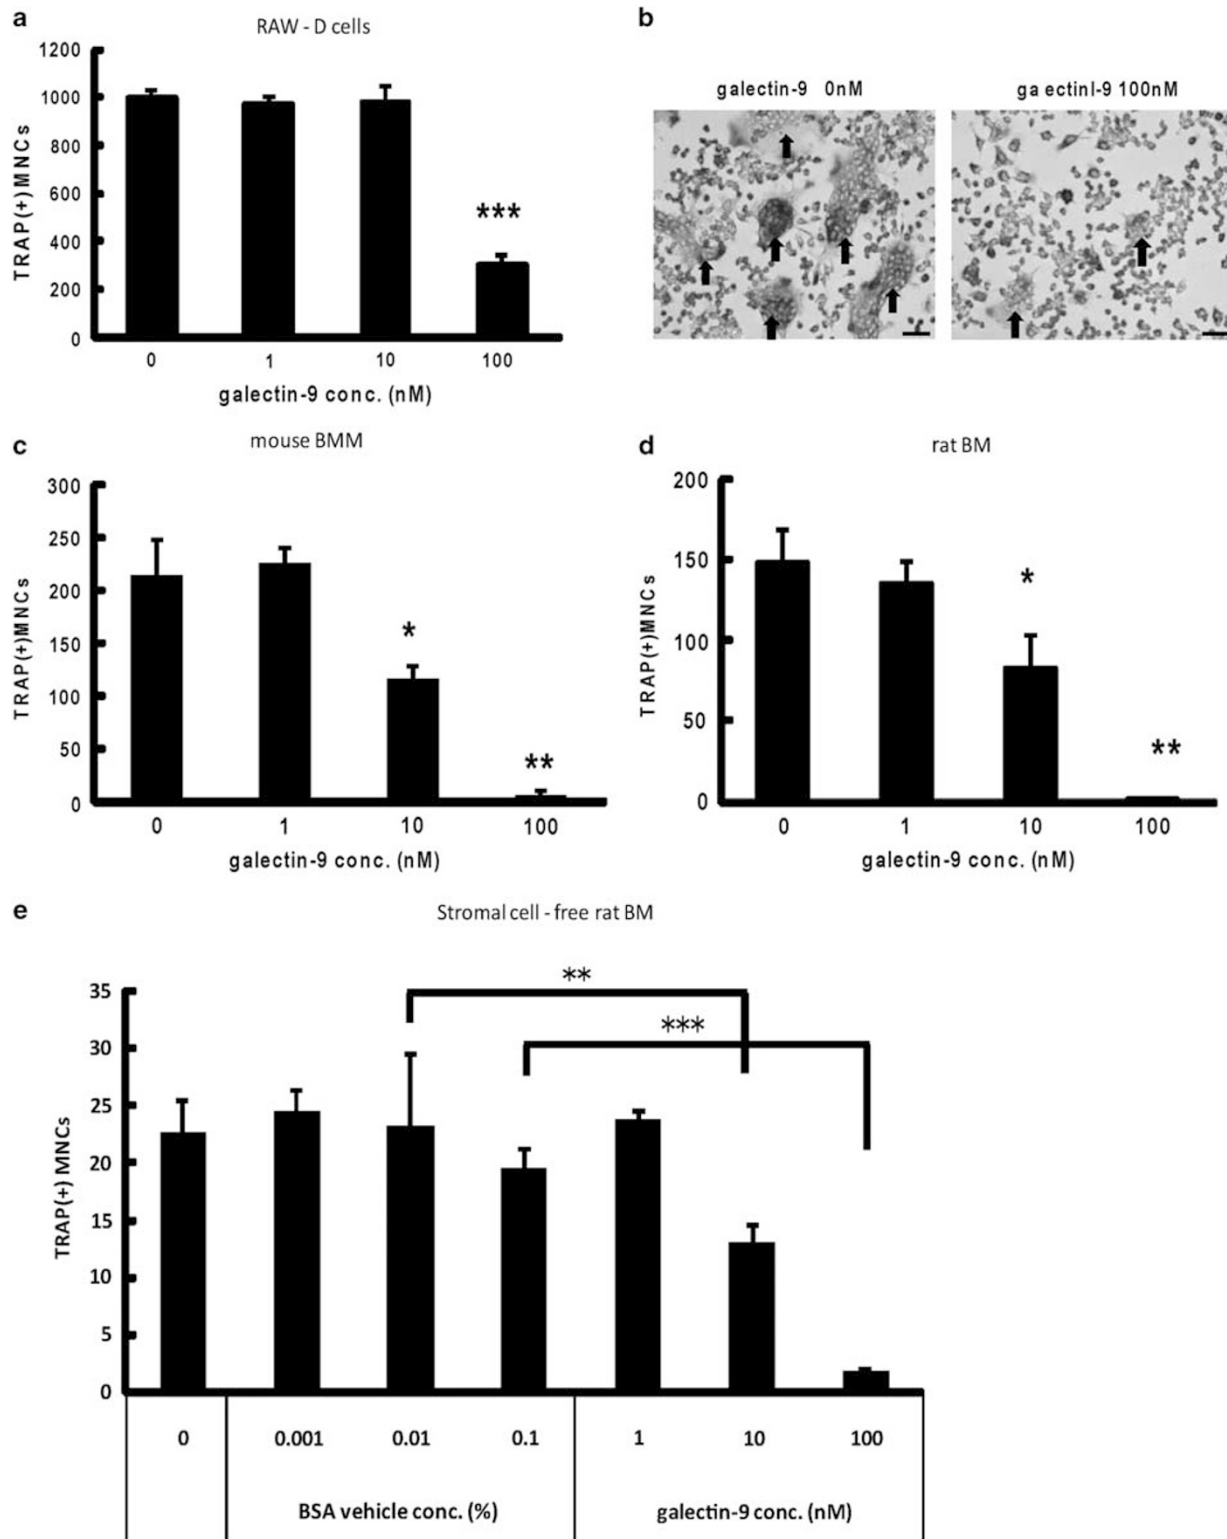 a
RAW - D cells
1200
1000
800
600
400
200
0
TRAP(+)MNCs
***
0 1 10 100
galectin-9 conc. (nM)
b
galectin-9 0nM
ga ectinl-9 100nM
c
mouse BMM
300
250
200
150
100
50
0
TRAP(+)MNCs
*
**
0 1 10 100
galectin-9 conc. (nM)
d
rat BM
200
150
100
50
0
TRAP(+)MNCs
*
**
0 1 10 100
galectin-9 conc. (nM)
e
Stromal cell - free rat BM
35
30
25
20
15
10
5
0
TRAP(+) MNCs
**
***
0 0.001 0.01 0.1 1 10 100
BSA vehicle conc. (%) galectin-9 conc. (nM)